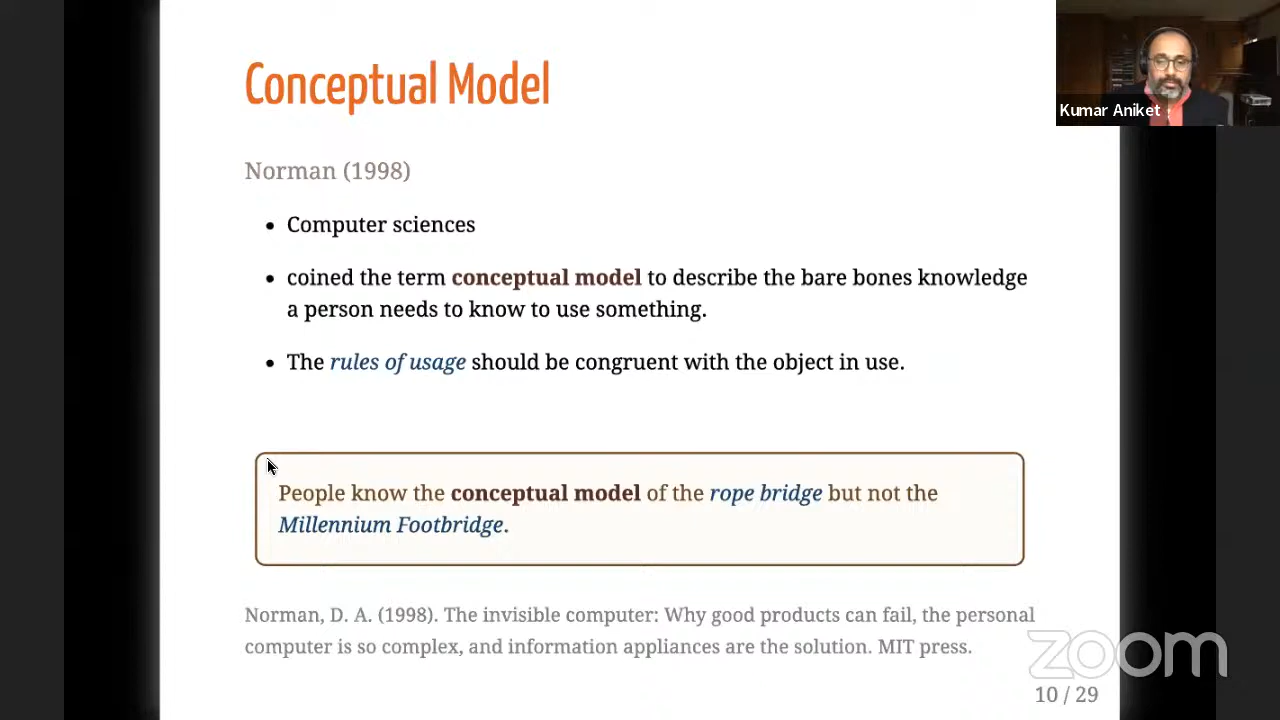 Conceptual Model
Kumar Aniket
Norman (1998)
• Computer sciences
• coined the term conceptual model to describe the bare bones knowledge
a person needs to know to use something.
• The rules of usage should be congruent with the object in use.
People know the conceptual model of the rope bridge but not the
Millennium Footbridge.
Norman, D. A. (1998). The invisible computer: Why good products can fail, the personal
computer is so complex, and information appliances are the solution. MIT press.
zoom
10 / 29